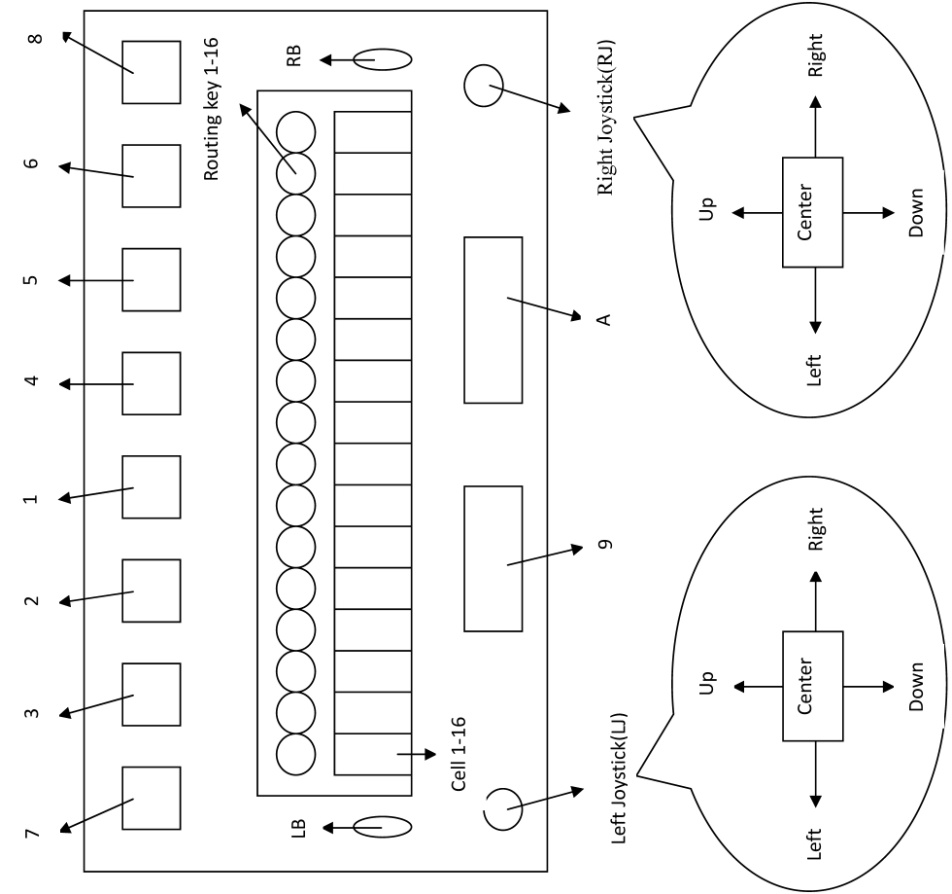 7 3 2 1 4 5 6 8
Routing key 1-16
LB
RB
Cell 1-16
9
A
Left Joystick(LJ)
Right Joystick(RJ)
Up
Left
Center
Right
Down
Up
Left
Center
Right
Down